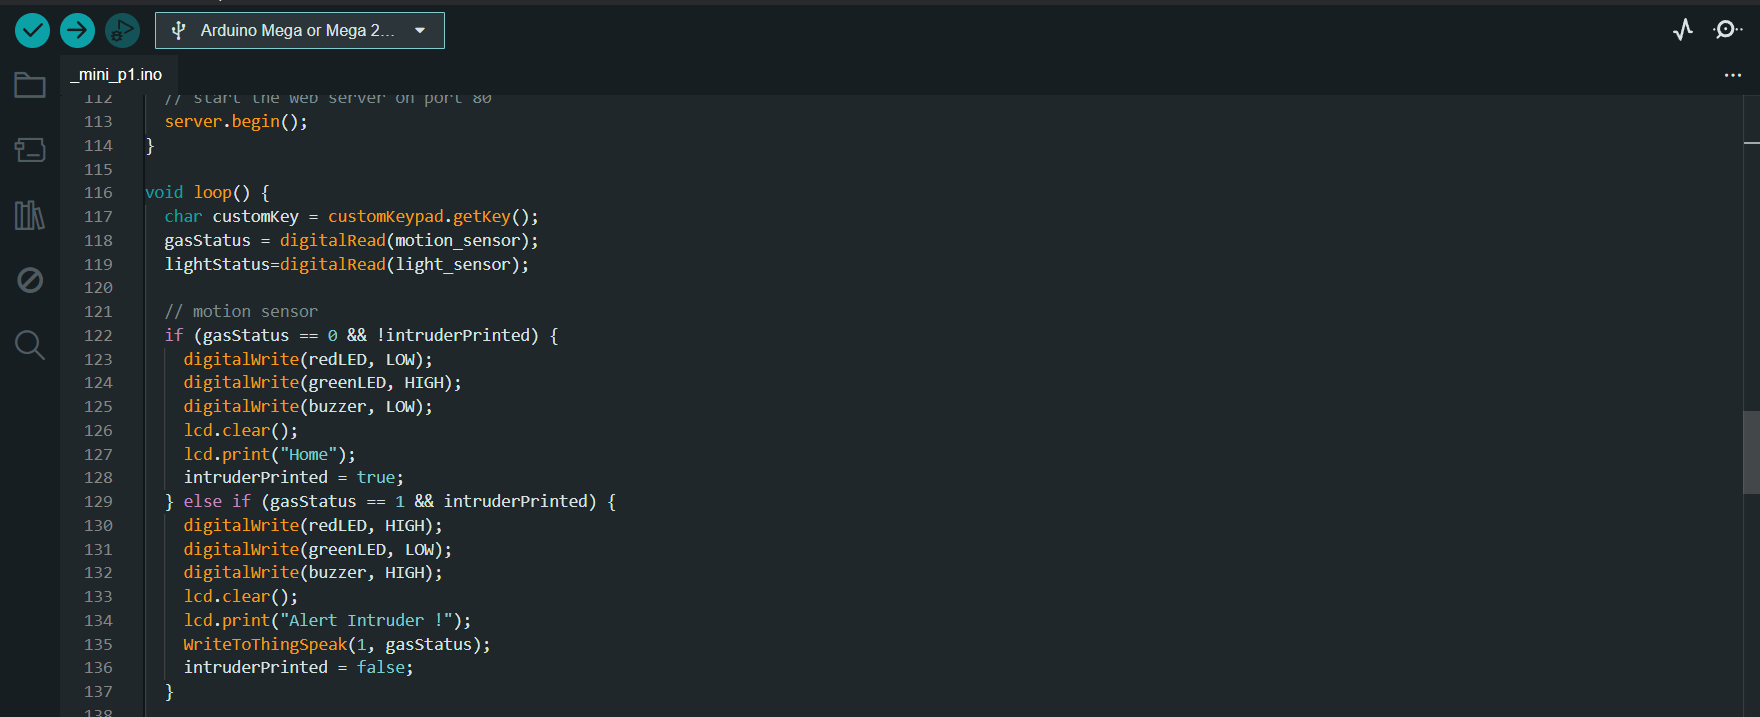 Arduino Mega or Mega 2...
_mini_p1.ino
112 // start the web server on port 80
113 server.begin();
114 }
115
116 void loop() {
117 char customKey = customKeypad.getKey();
118 gasStatus = digitalRead(motion_sensor);
119 lightStatus=digitalRead(light_sensor);
120
121 // motion sensor
122 if (gasStatus == 0 && !intruderPrinted) {
123 digitalWrite(redLED, LOW);
124 digitalWrite(greenLED, HIGH);
125 digitalWrite(buzzer, LOW);
126 lcd.clear();
127 lcd.print("Home");
128 intruderPrinted = true;
129 } else if (gasStatus == 1 && intruderPrinted) {
130 digitalWrite(redLED, HIGH);
131 digitalWrite(greenLED, LOW);
132 digitalWrite(buzzer, HIGH);
133 lcd.clear();
134 lcd.print("Alert Intruder !");
135 WriteToThingSpeak(1, gasStatus);
136 intruderPrinted = false;
137 }
138